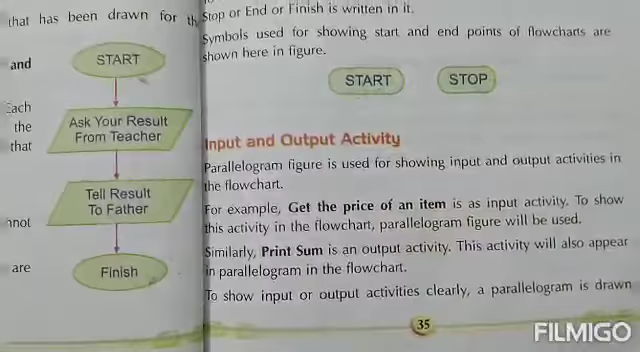 that has been drawn for
and
Each
the
that
are
START
Ask Your Result
From Teacher
Tell Result
To Father
Finish
Stop or End or Finish is written in it.
Symbols used for showing start and end points of flowcharts are
shown here in figure.
START
STOP
Input and Output Activity
Parallelogram figure is used for showing input and output activities in
the flowchart.
For example, Get the price of an item is as input activity. To show
this activity in the flowchart, parallelogram figure will be used.
Similarly, Print Sum is an output activity. This activity will also appear
in parallelogram in the flowchart.
To show input or output activities clearly, a parallelogram is drawn
35
FILMIGO